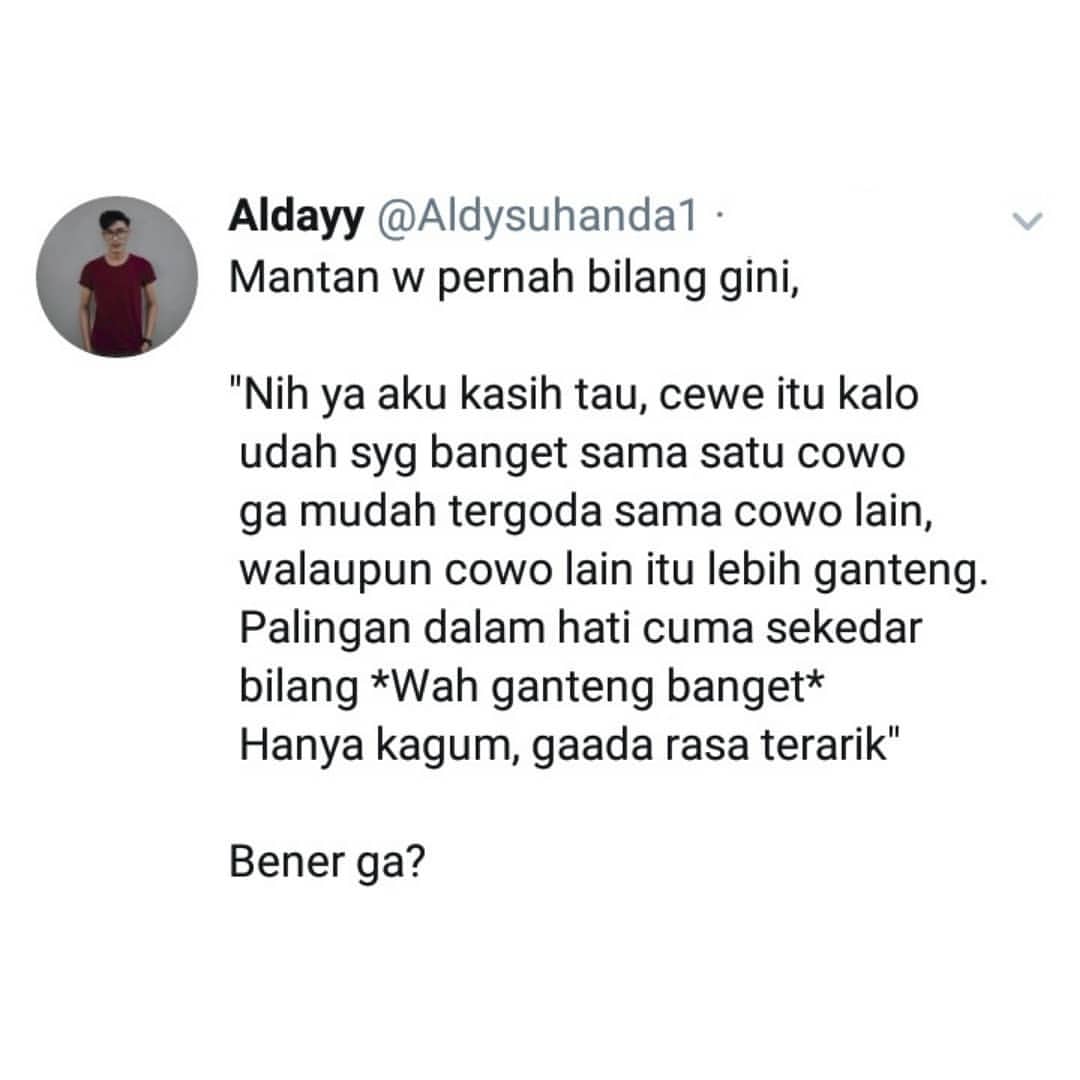 Aldayy @Aldysuhanda1 ·
Mantan w pernah bilang gini,
"Nih ya aku kasih tau, cewe itu kalo
udah syg banget sama satu cowo
ga mudah tergoda sama cowo lain,
walaupun cowo lain itu lebih ganteng.
Palingan dalam hati cuma sekedar
bilang *Wah ganteng banget*
Hanya kagum, gaada rasa terarik"
Bener ga?